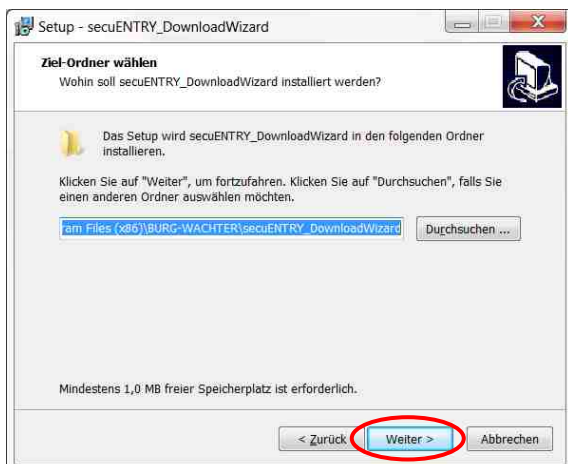 Setup - secuENTRY_DownloadWizard
Ziel-Ordner wählen
Wohin soll secuENTRY_DownloadWizard installiert werden?
Das Setup wird secuENTRY_DownloadWizard in den folgenden Ordner
installieren.
Klicken Sie auf "Weiter", um fortzufahren. Klicken Sie auf "Durchsuchen", falls Sie
einen anderen Ordner auswählen möchten.
ram Files (x86)\BURG-WACHTER\secuENTRY_DownloadWizard Durchsuchen ...
Mindestens 1,0 MB freier Speicherplatz ist erforderlich.
< Zurück Weiter > Abbrechen